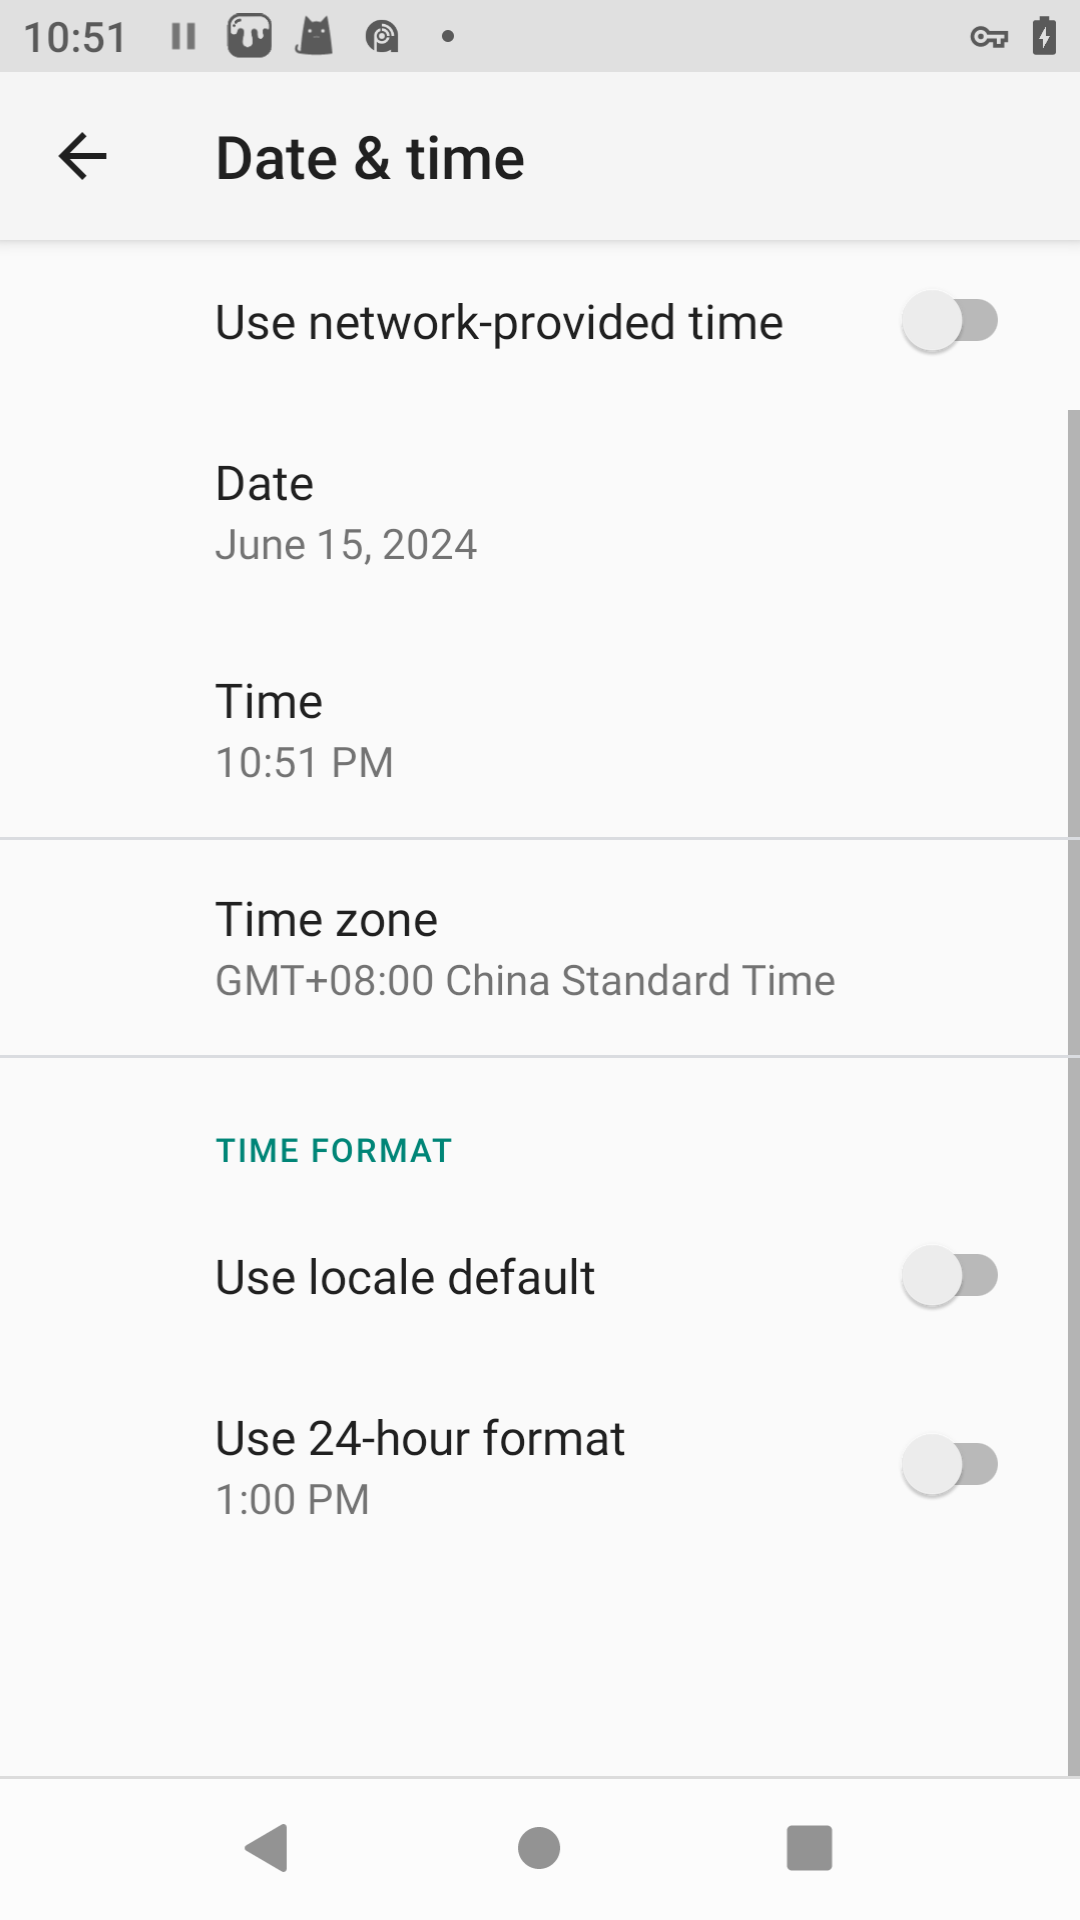 10:51
Date & time
Use network-provided time
Date
June 15, 2024
Time
10:51 PM
Time zone
GMT+08:00 China Standard Time
TIME FORMAT
Use locale default
Use 24-hour format
1:00 PM